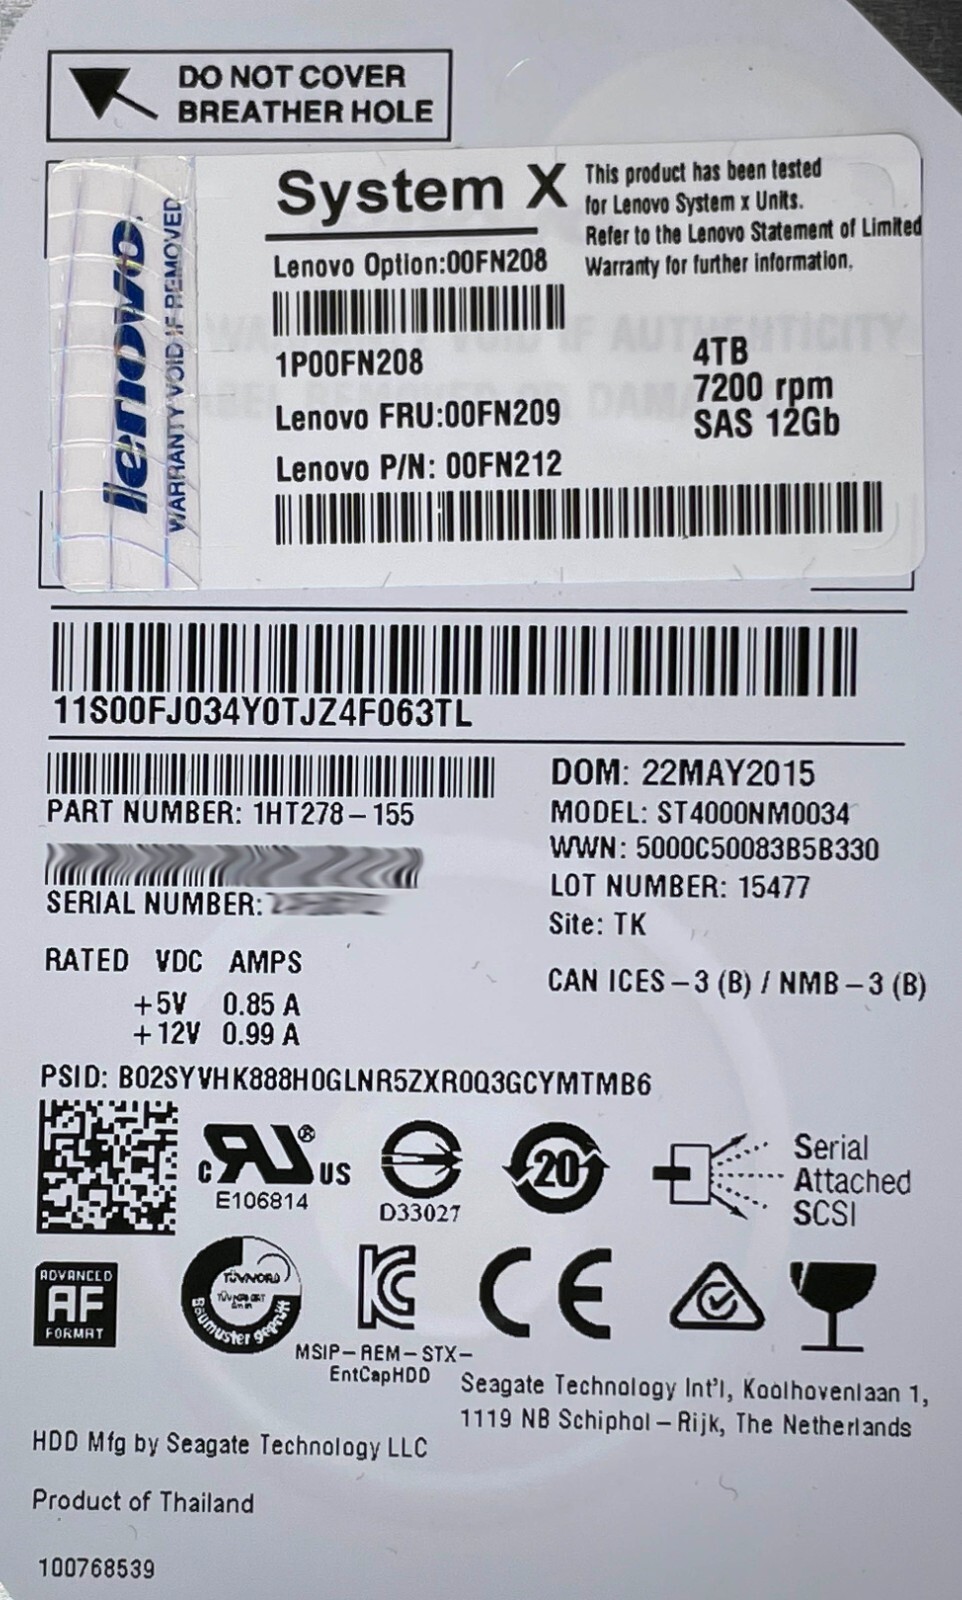 DO NOT COVER
BREATHER HOLE
lenovo
WARRANTY VOID IF REMOVED
System X
This product has been tested
for Lenovo System x Units.
Refer to the Lenovo Statement of Limited
Warranty for further information.
Lenovo Option:00FN208
1P00FN208
Lenovo FRU:00FN209
Lenovo P/N: 00FN212
4TB
7200 rpm
SAS 12Gb
11S00FJ034Y0TJZ4F063TL
PART NUMBER: 1HT278-155
SERIAL NUMBER:
DOM: 22MAY2015
MODEL: ST4000NM0034
WWN: 5000C50083B5B330
LOT NUMBER: 15477
Site: TK
CAN ICES-3 (B) / NMB-3 (B)
RATED VDC AMPS
+5V 0.85 A
+12V 0.99 A
PSID: B02SYVHK888H0GLNR5ZXR0Q3GCYMTMB6
C US ®
E106814
D33027
20
Serial
Attached
SCSI
ADVANCED
AF
FORMAT
TÜV NORD
Baumuster geprüft
MSIP-REM-STX-
EntCapHDD
CE
Seagate Technology Int'l, Koolhovenlaan 1,
1119 NB Schiphol-Rijk, The Netherlands
HDD Mfg by Seagate Technology LLC
Product of Thailand
100768539